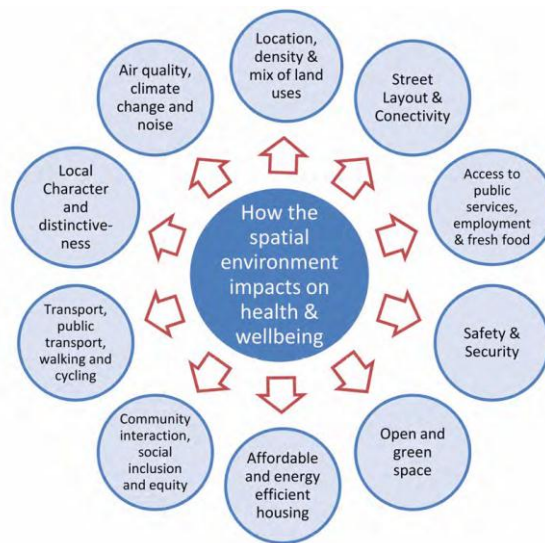 How the
spatial
environment
impacts on
health &
wellbeing
Location,
density &
mix of land
uses
Street
Layout &
Conectivity
Access to
public
services,
employment
& fresh food
Safety &
Security
Open and
green
space
Affordable
and energy
efficient
housing
Community
interaction,
social
inclusion
and equity
Transport,
public
transport,
walking and
cycling
Local
Character
and
distinctive-
ness
Air quality,
climate
change and
noise